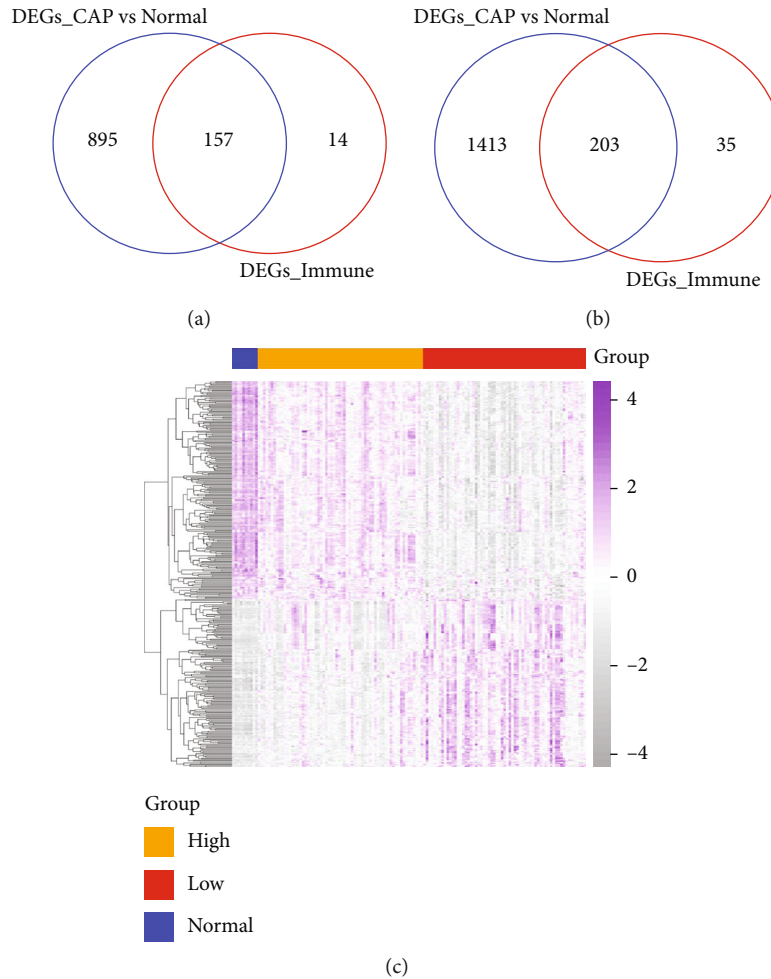 DEGs_CAP vs Normal
895
157
14
DEGs_Immune
(a)
DEGs_CAP vs Normal
1413
203
35
DEGs_Immune
(b)
Group
4
2
0
−2
−4
Group
High
Low
Normal
(c)